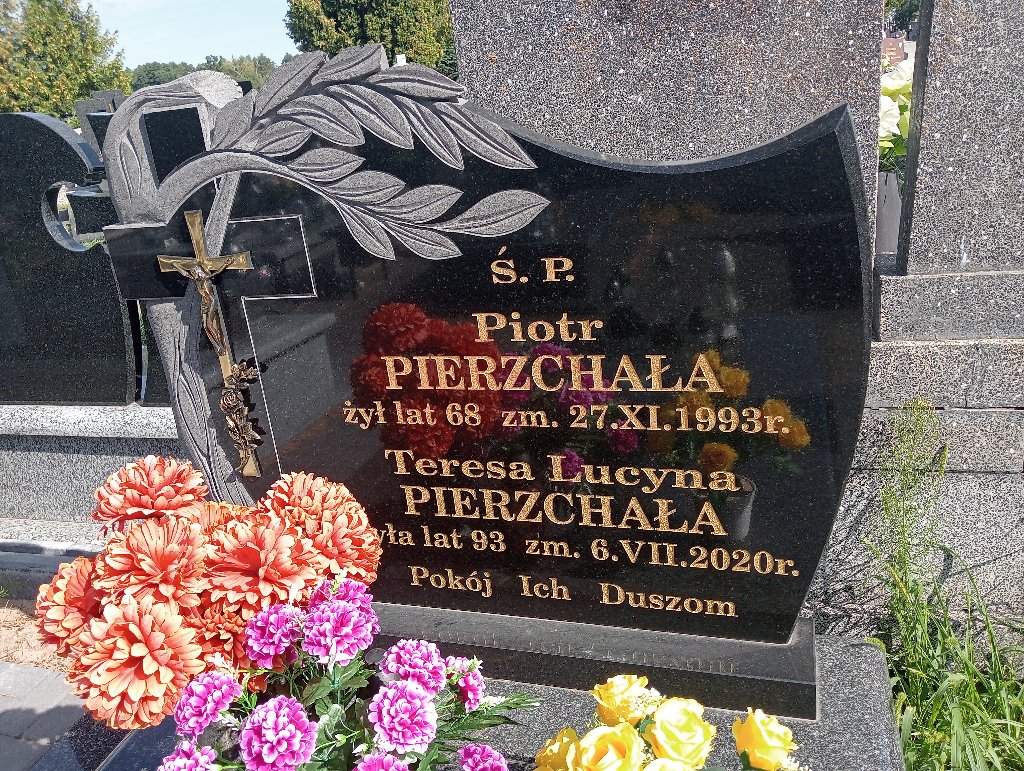 Ś. P.
Piotr
PIERZCHAŁA
żył lat 68 zm. 27.XI.1993r.
Teresa Lucyna
PIERZCHAŁA
lat 93 zm. 6.VII.2020r.
Pokój Ich Duszom